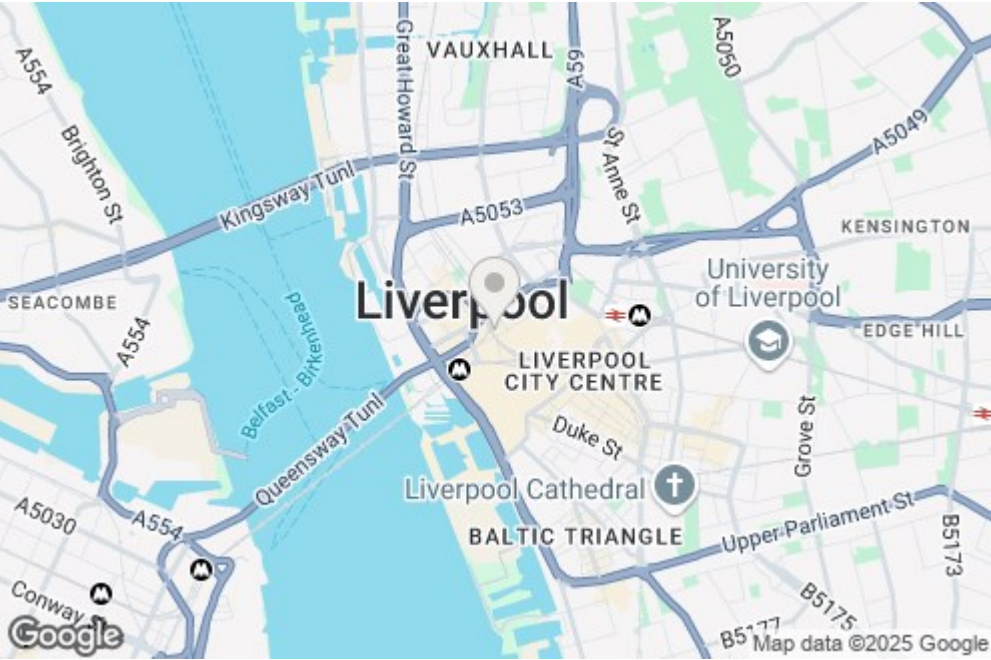 VAUXHALL
A59
A5050
A554
Great Howard St
St Anne St
A5049
Brighton St
Kingsway Tunl
A5053
KENSINGTON
University
of Liverpool
SEACOMBE
Liverpool
A554
EDGE HILL
Belfast - Birkenhead
LIVERPOOL
CITY CENTRE
Queensway Tunl
Duke St
Grove St
Liverpool Cathedral
A5030
A554
BALTIC TRIANGLE
Upper Parliament St
B5173
Conway
B5175
B5177
Google
Map data ©2025 Google